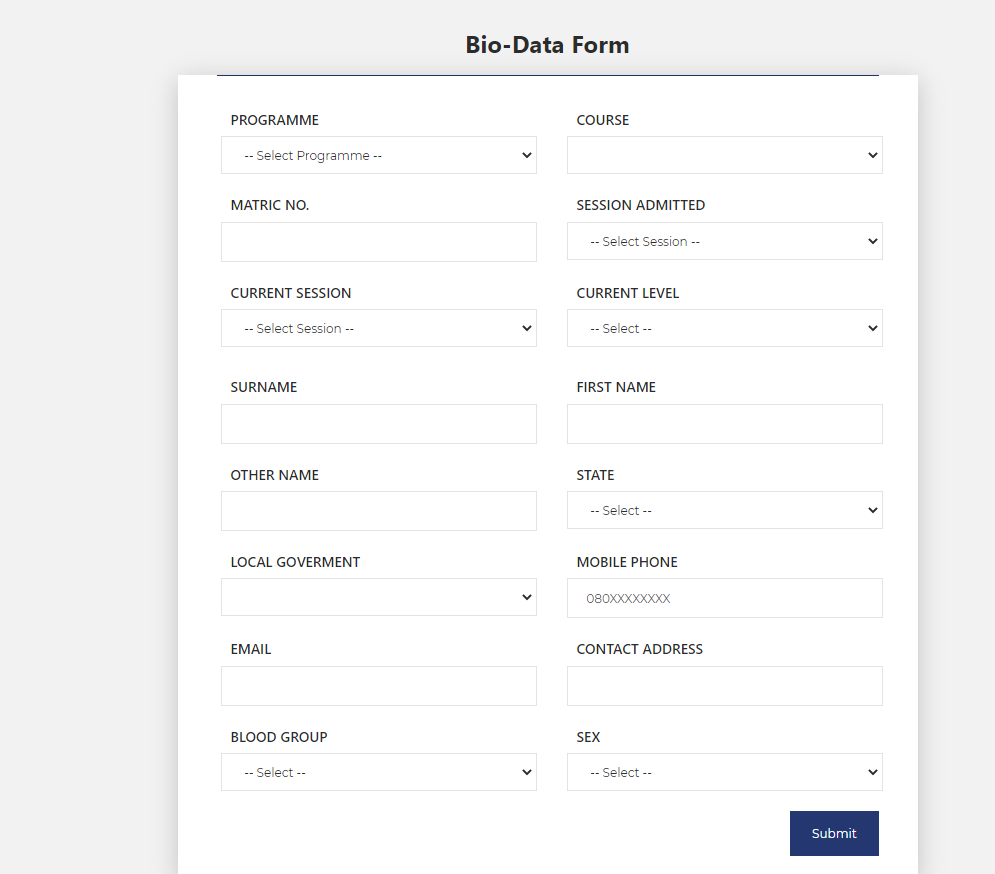 Bio-Data Form
PROGRAMME COURSE
-- Select Programme --
MATRIC NO. SESSION ADMITTED
-- Select Session --
CURRENT SESSION CURRENT LEVEL
-- Select Session -- -- Select --
SURNAME FIRST NAME
OTHER NAME STATE
-- Select --
LOCAL GOVERMENT MOBILE PHONE
080XXXXXXXX
EMAIL CONTACT ADDRESS
BLOOD GROUP SEX
-- Select -- -- Select --
Submit